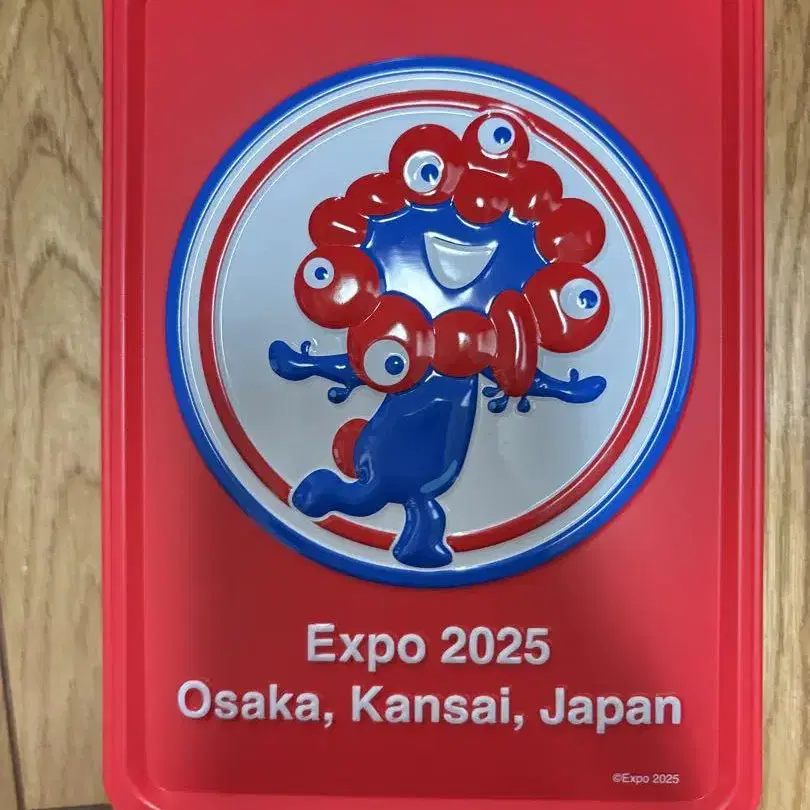 Expo 2025
Osaka, Kansai, Japan
©Expo 2025